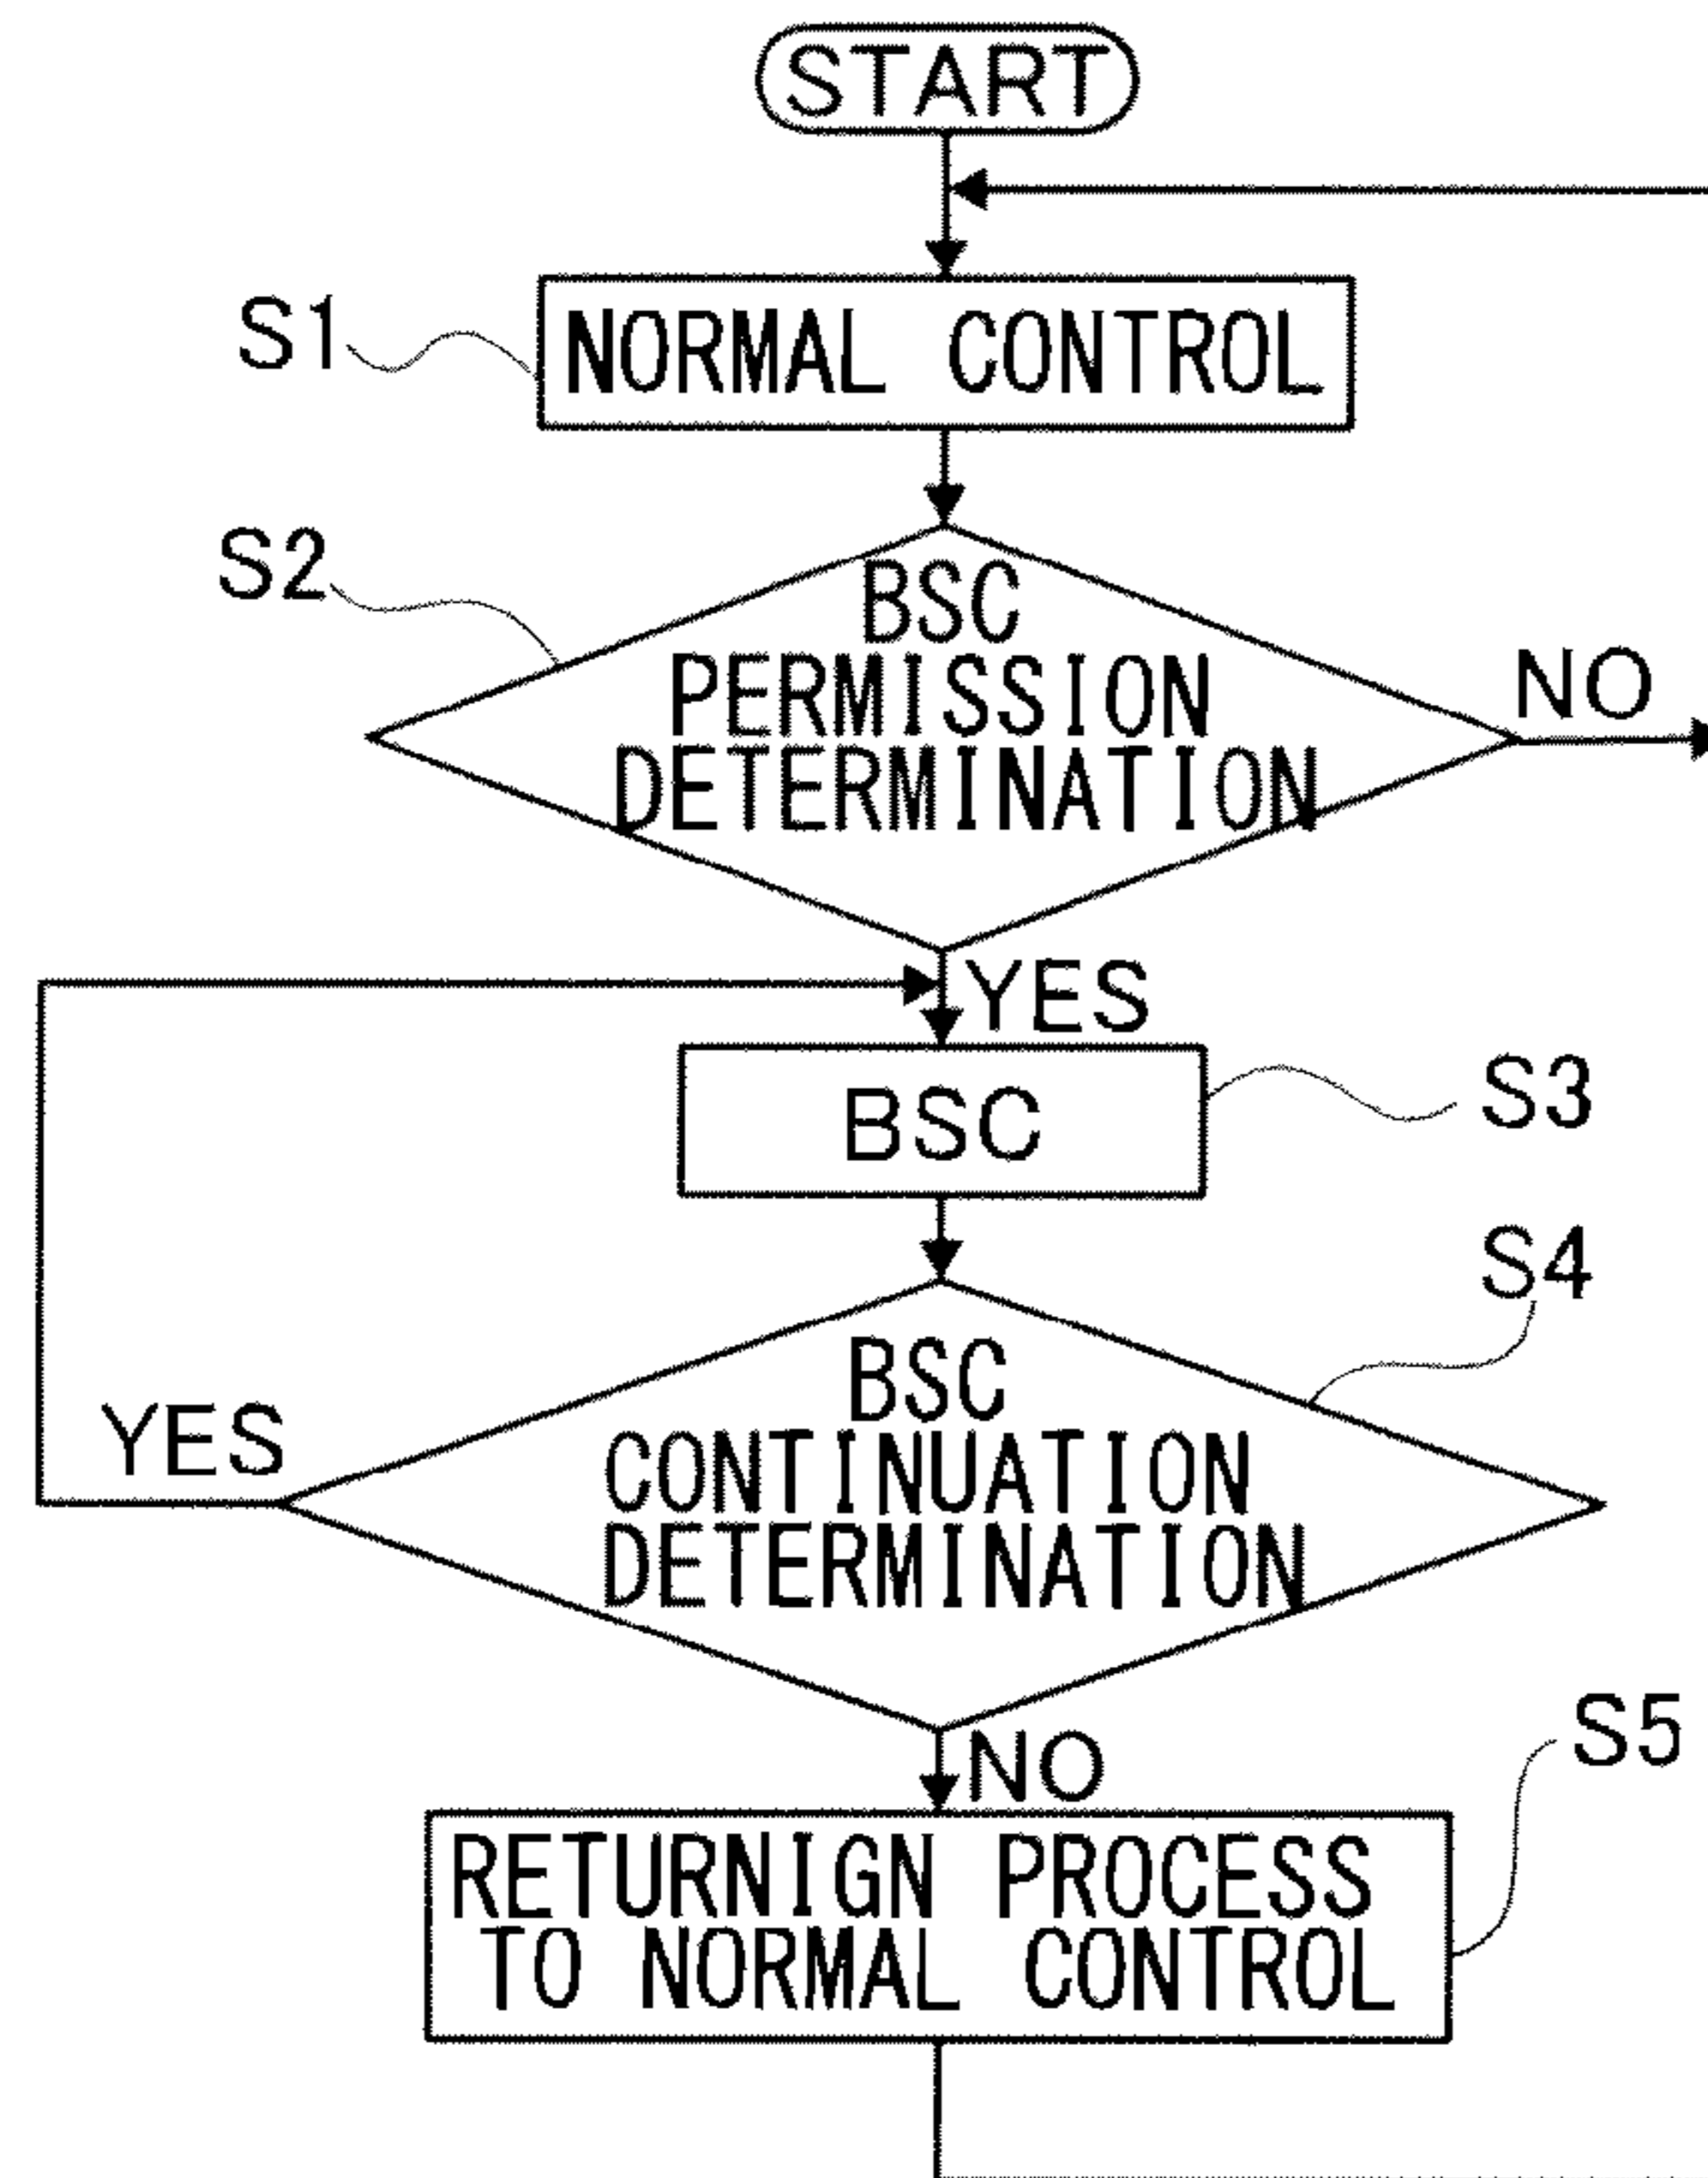 START
S1
NORMAL CONTROL
S2
BSC
PERMISSION
DETERMINATION
NO
YES
BSC
S3
S4
BSC
CONTINUATION
DETERMINATION
YES
NO
S5
RETURNIGN PROCESS
TO NORMAL CONTROL